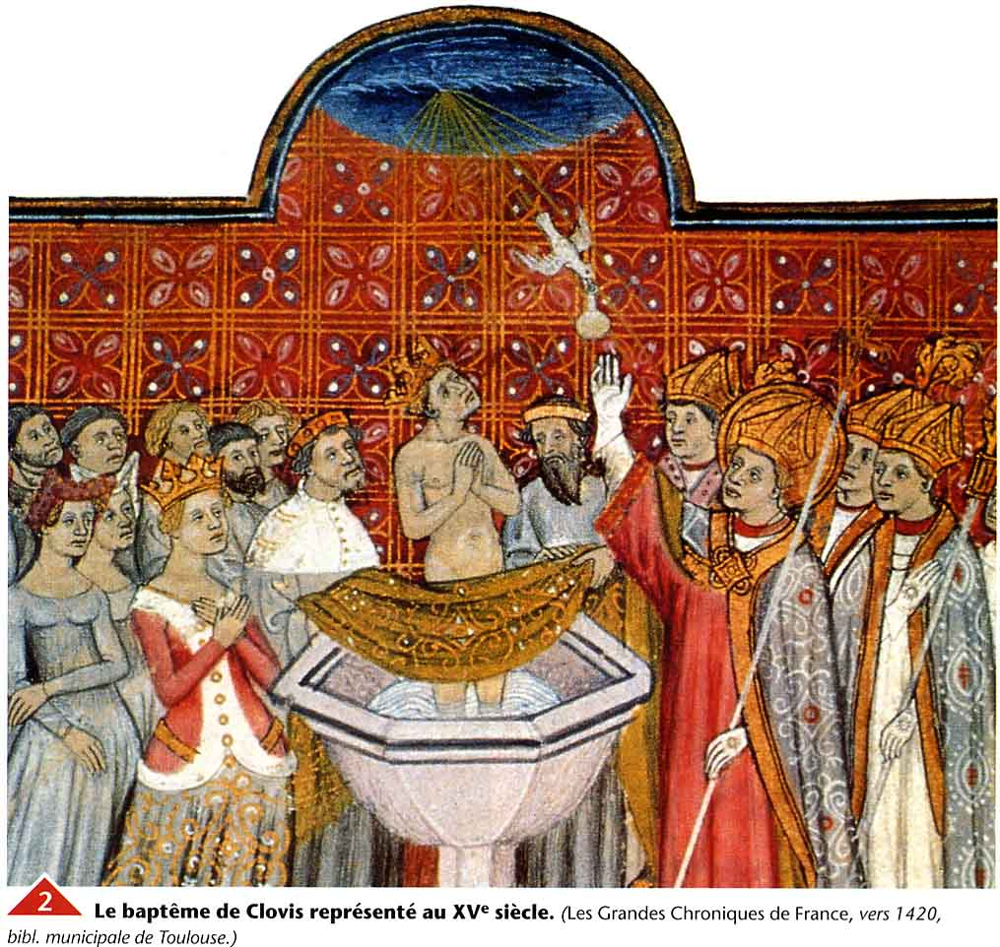 2 Le baptême de Clovis représenté au XVe siècle. (Les Grandes Chroniques de France, vers 1420,
bibl. municipale de Toulouse.)